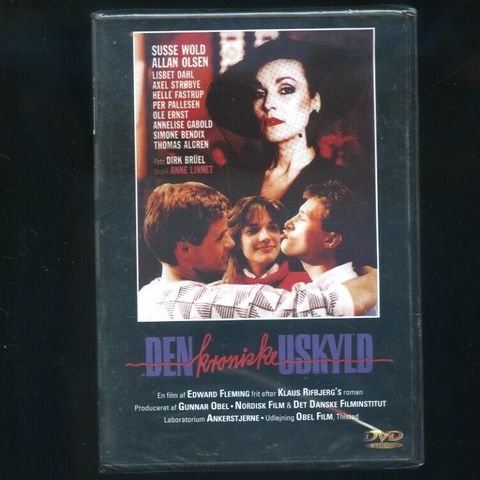 SUSSE WOLD
ALLAN OLSEN
LISBET DAHL
AXEL STRØBYE
HELLE FASTRUP
PER PALLESEN
OLE ERNST
ANNELISE GABOLD
SIMONE BENDIX
THOMAS ALGREN
Foto DIRK BRÜEL
Musik ANNE LINNET
DEN kroniske USKYLD
En film af EDWARD FLEMING frit efter KLAUS RIFBJERG'S roman
Produceret af GUNNAR OBEL • NORDISK FILM & DET DANSKE FILMINSTITUT
Laboratorium ANKERSTJERNE • Udlejning OBEL FILM, Thisted
DVD